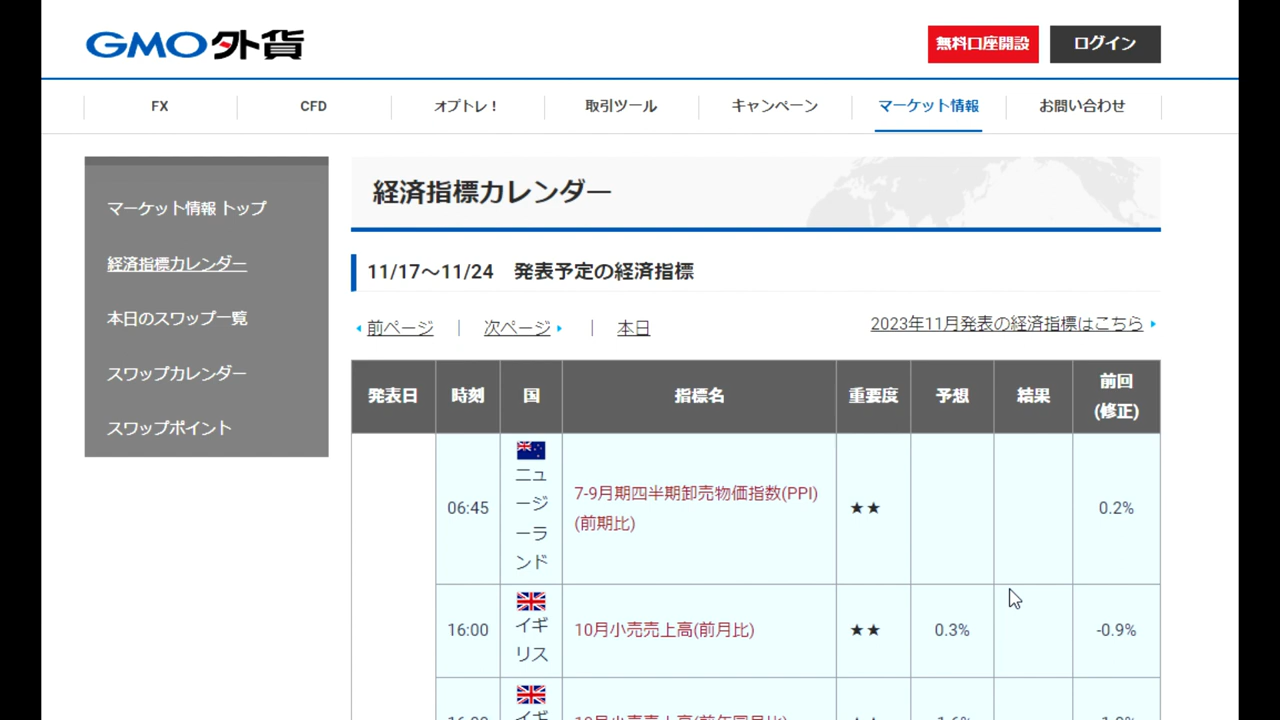 GMO外貨
無料口座開設
ログイン
FX
CFD
オプトレ！
取引ツール
キャンペーン
マーケット情報
お問い合わせ
マーケット情報 トップ
経済指標カレンダー
本日のスワップ一覧
スワップカレンダー
スワップポイント
経済指標カレンダー
11/17～11/24　発表予定の経済指標
前ページ ｜ 次ページ ｜ 本日
2023年11月発表の経済指標はこちら
発表日
時刻
国
指標名
重要度
予想
結果
前回
(修正)
06:45
ニュ
ージ
ーラ
ンド
7-9月期四半期卸売物価指数(PPI)
(前期比)
★★
0.2%
16:00
イギ
リス
10月小売売上高(前月比)
★★
0.3%
-0.9%